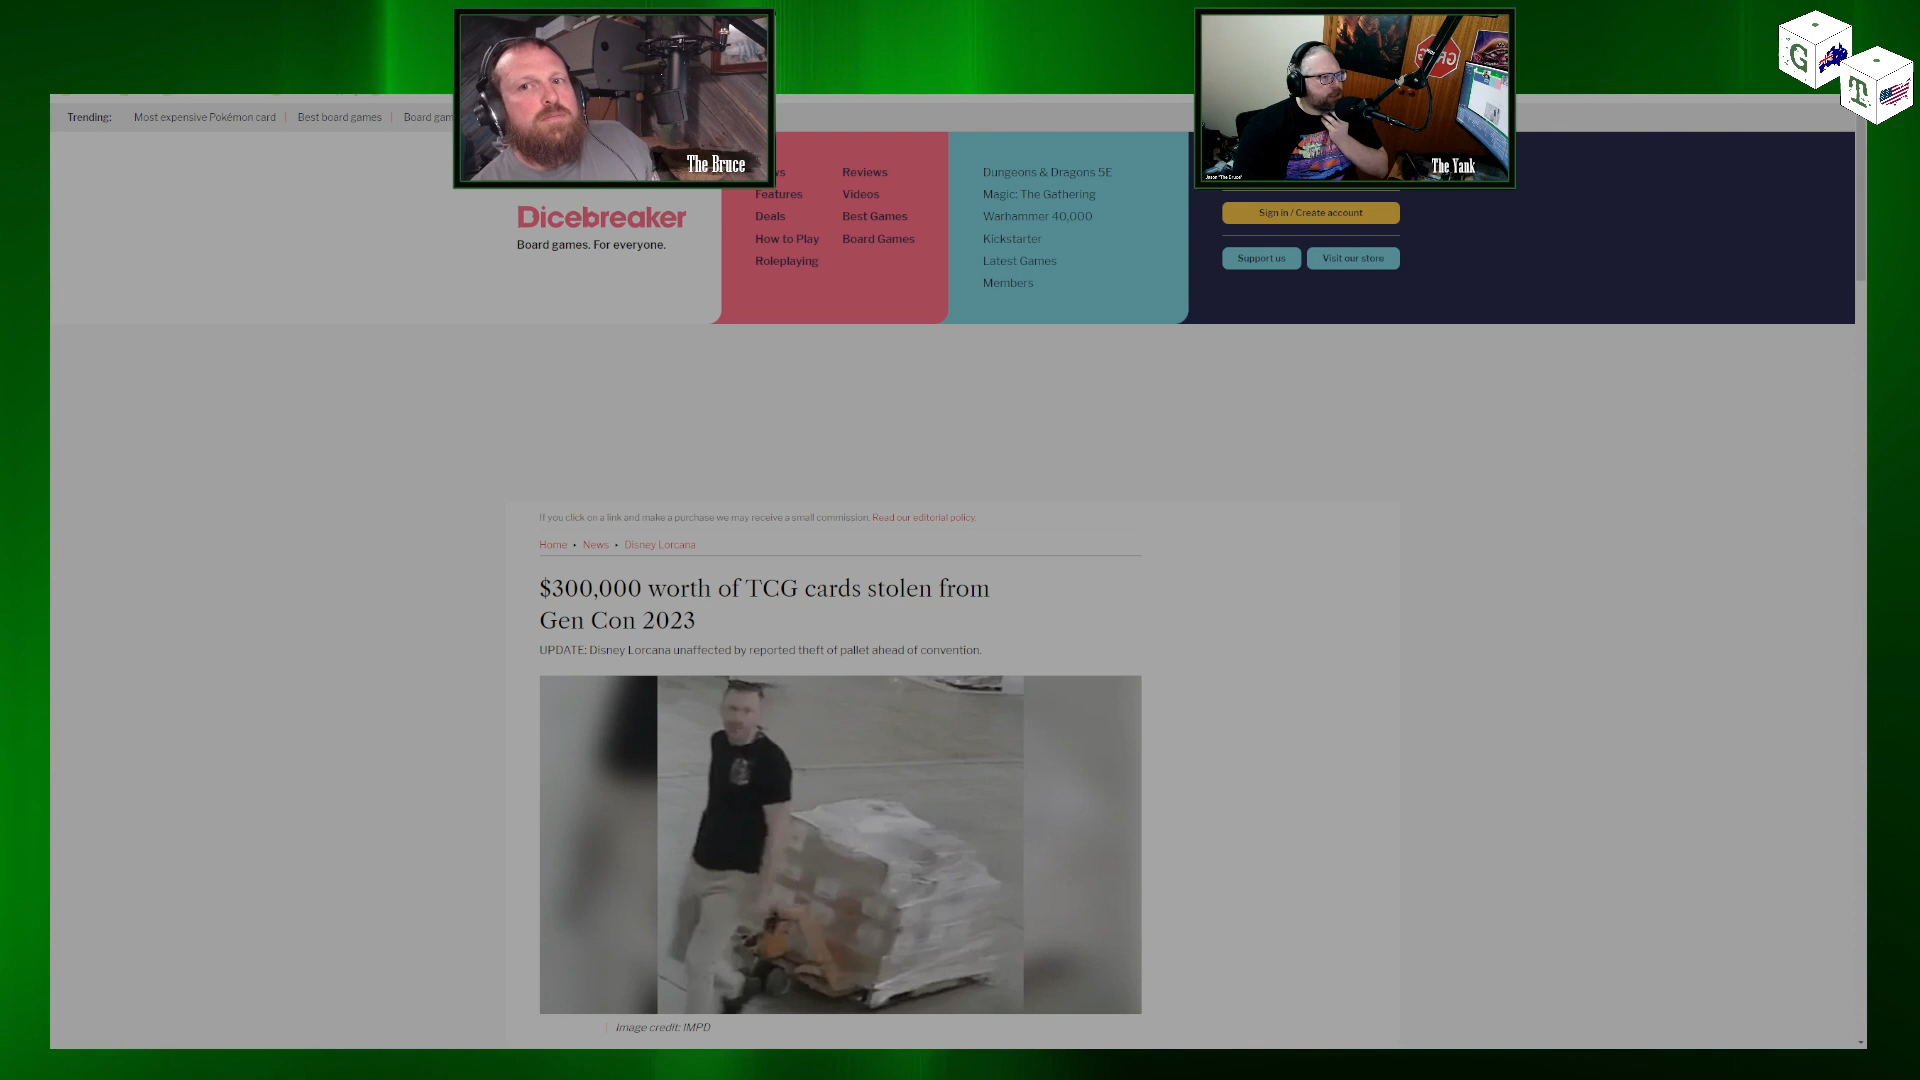 The Bruce
The Yank
Jason "The Bruce"
G
T
Trending:
Most expensive Pokémon card
Best board games
Board gam
Dicebreaker
Board games. For everyone.
Features
Deals
How to Play
Roleplaying
Reviews
Videos
Best Games
Board Games
Dungeons & Dragons 5E
Magic: The Gathering
Warhammer 40,000
Kickstarter
Latest Games
Members
Sign in / Create account
Support us
Visit our store
If you click on a link and make a purchase we may receive a small commission. Read our editorial policy.
Home • News • Disney Lorcana
$300,000 worth of TCG cards stolen from
Gen Con 2023
UPDATE: Disney Lorcana unaffected by reported theft of pallet ahead of convention.
Image credit: IMPD